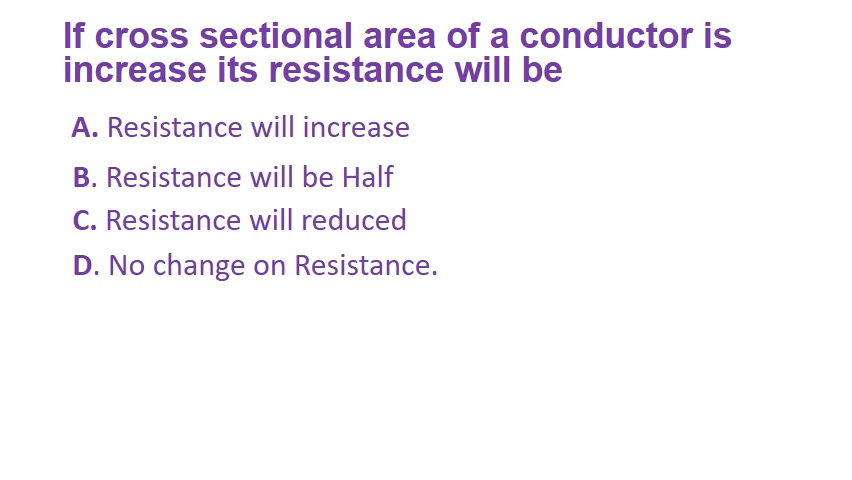 If cross sectional area of a conductor is
increase its resistance will be
A. Resistance will increase
B. Resistance will be Half
C. Resistance will reduced
D. No change on Resistance.